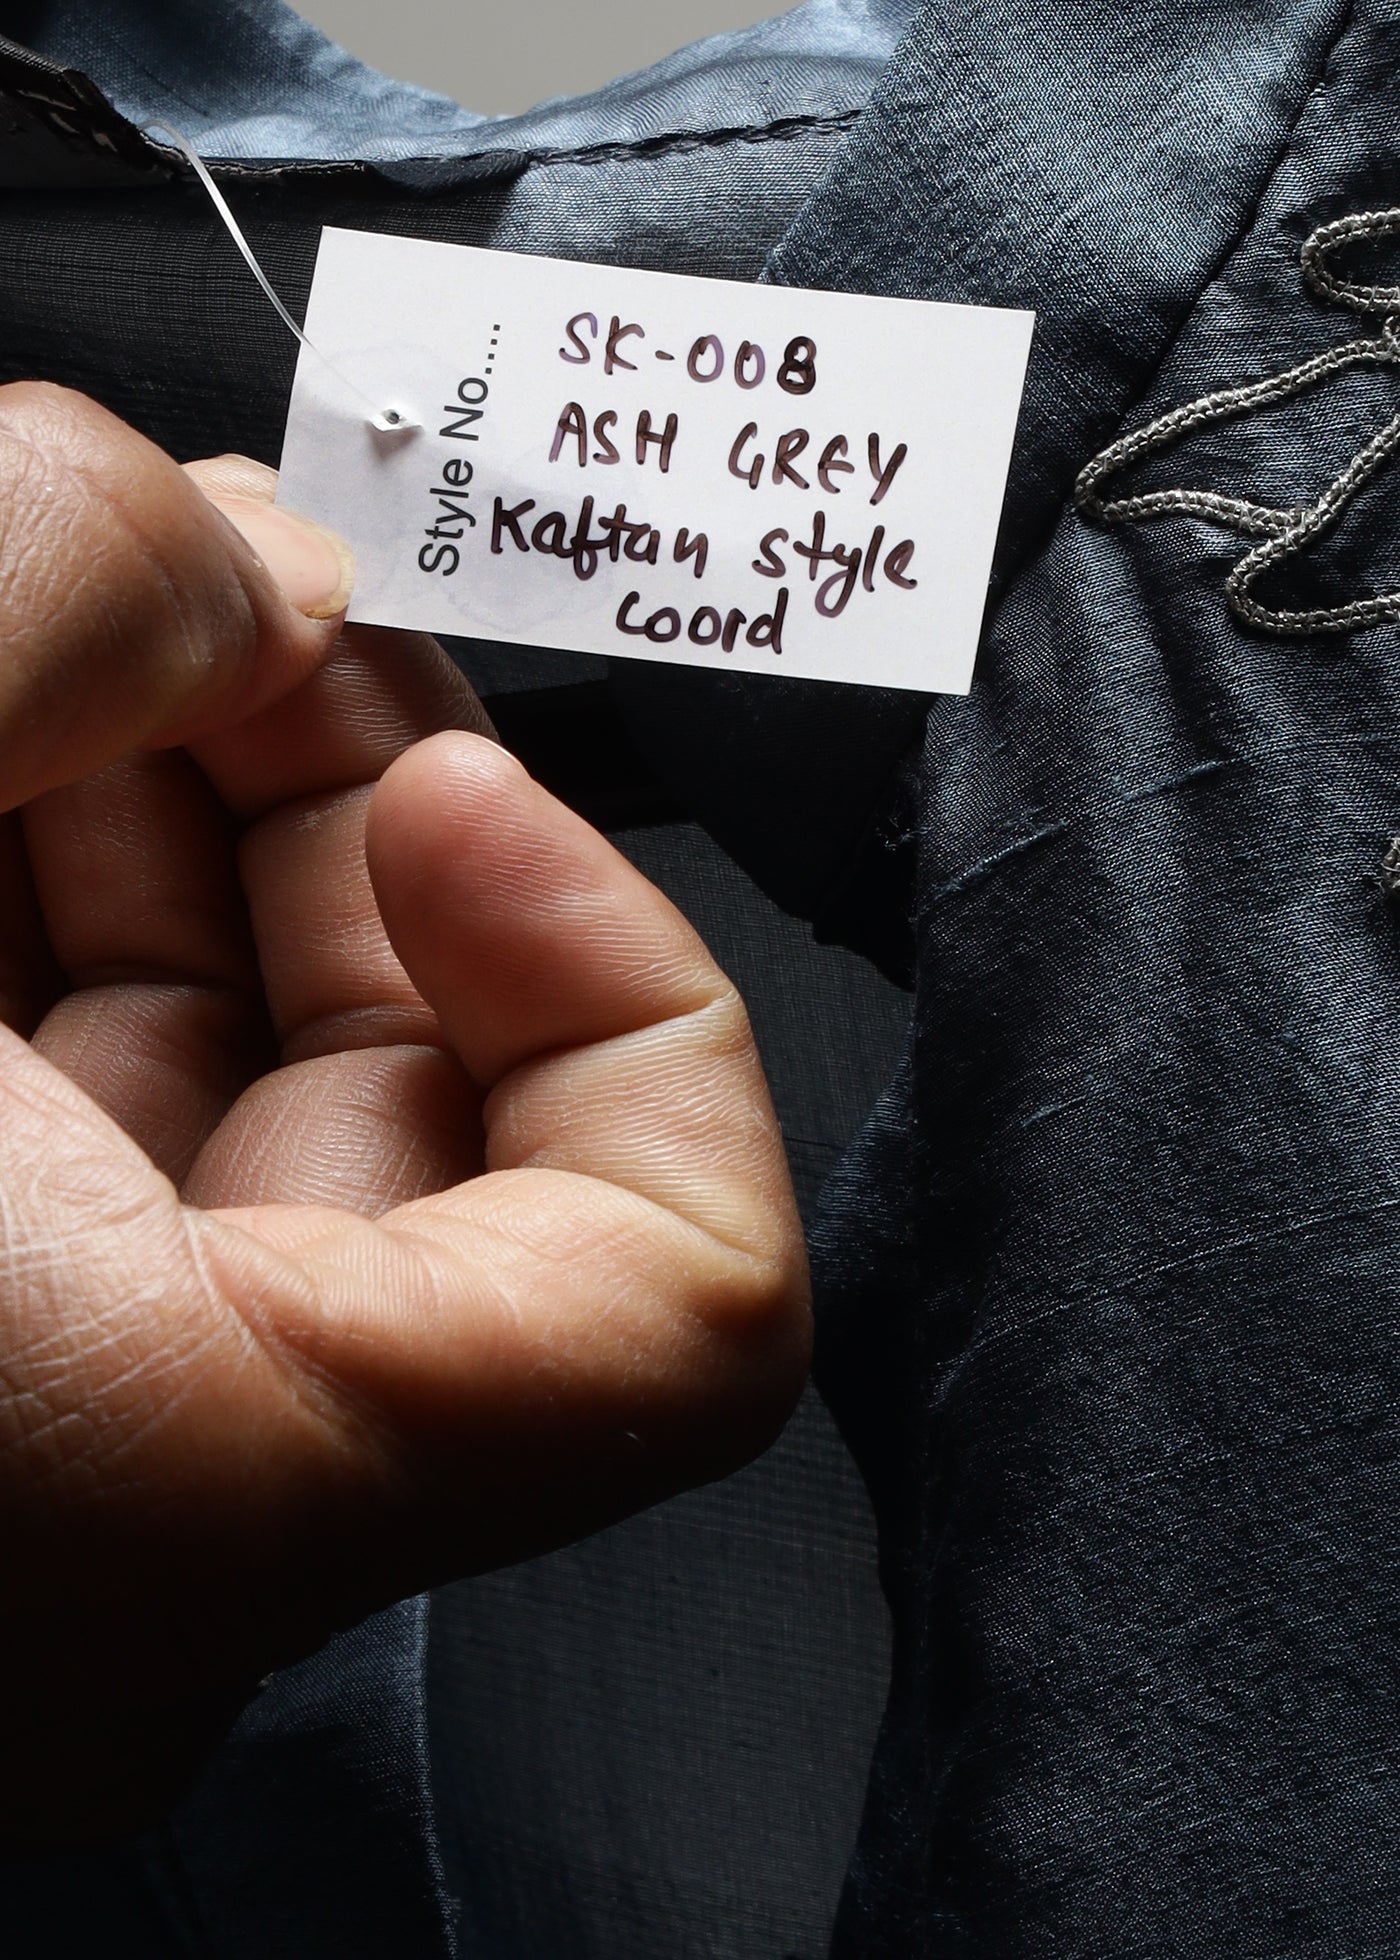 Style No....
SK-008
ASH GREY
Kaftan style
coord